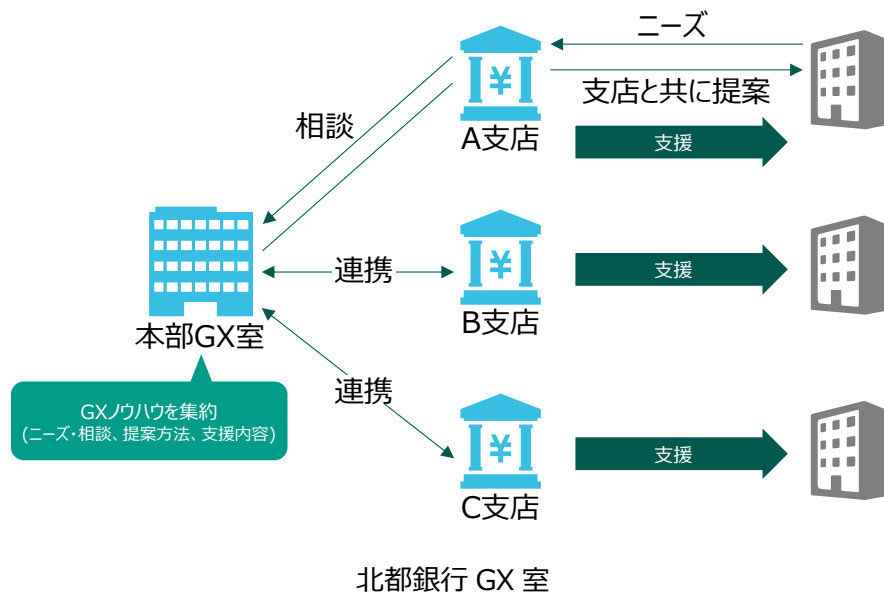 ニーズ
支店と共に提案
A支店
支援
相談
連携
B支店
支援
本部GX室
GXノウハウを集約
(ニーズ・相談、提案方法、支援内容)
連携
C支店
支援
北都銀行 GX 室
¥
¥
¥